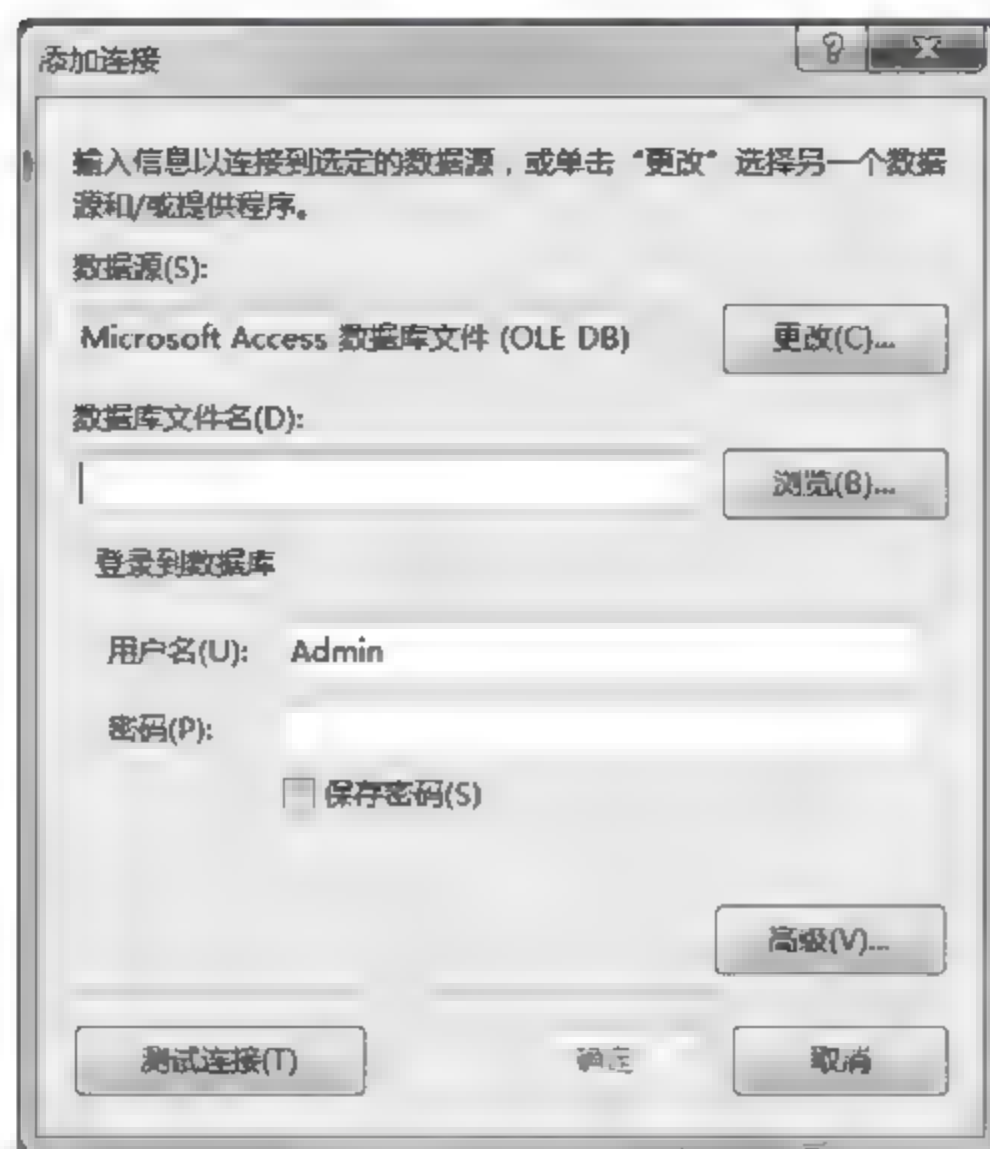 添加连接
输入信息以连接到选定的数据源，或单击“更改”选择另一个数据
源和/或提供程序。
数据源(S):
Microsoft Access 数据库文件 (OLE DB)
更改(C)...
数据库文件名(D):
浏览(B)...
登录到数据库
用户名(U): Admin
密码(P):
保存密码(S)
高级(V)...
测试连接(T) 确定 取消